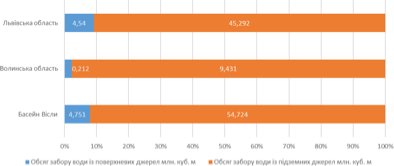 Львівська область
4,54
45,292
Волинська область
0,212
9,431
Басейн Вісли
4,751
54,724
0% 10% 20% 30% 40% 50% 60% 70% 80% 90% 100%
Обсяг забору води із поверхневих джерел млн. куб. м Обсяг забору води із підземних джерел млн. куб. м